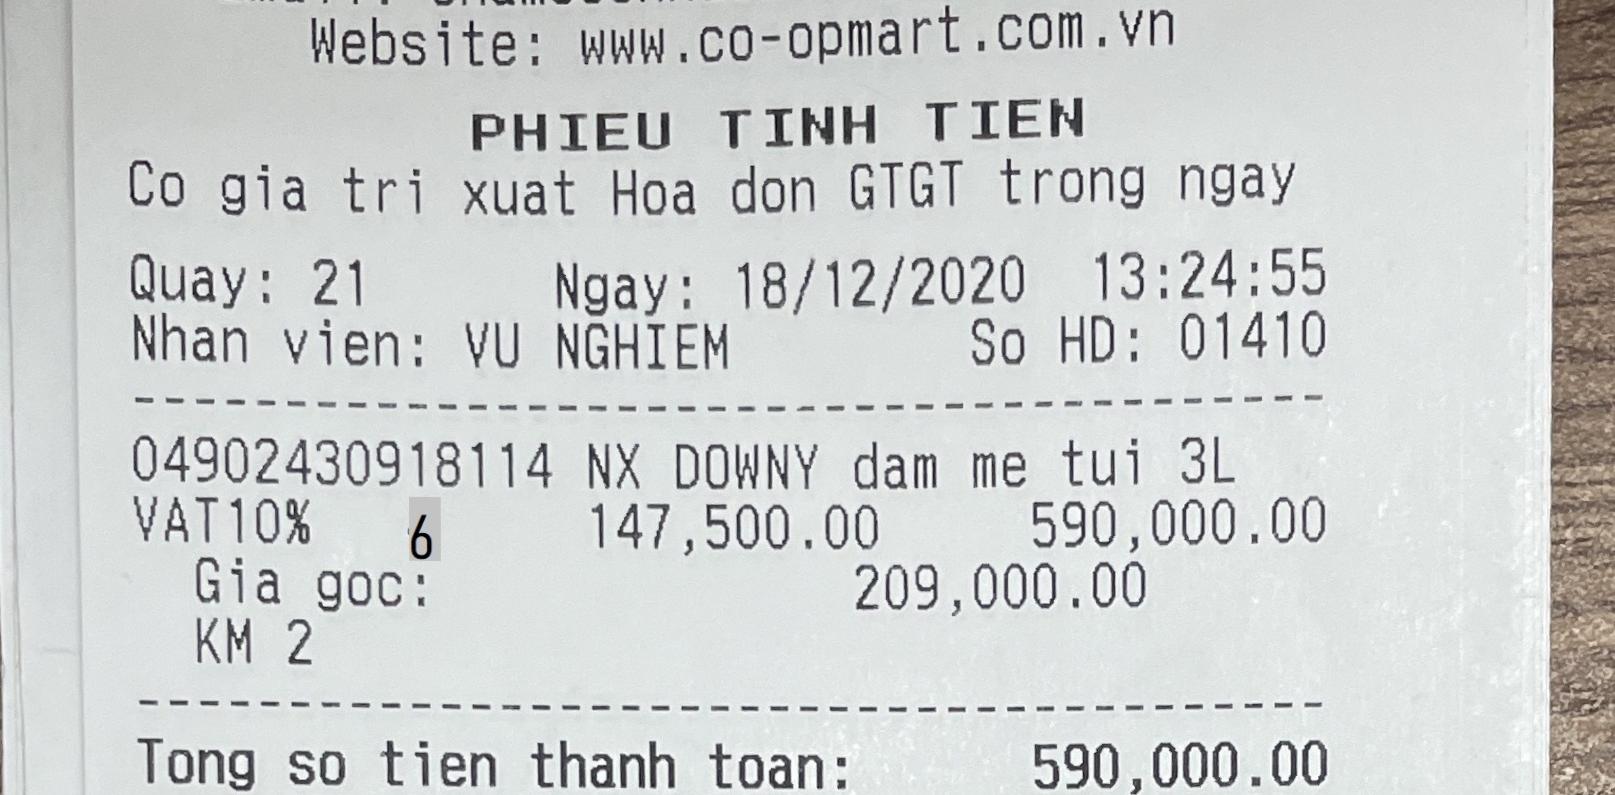 Website: www.co-opmart.com.vn
PHIEU TINH TIEN
Co gia tri xuat Hoa don GTGT trong ngay
Quay: 21 Ngay: 18/12/2020 13:24:55
Nhan vien: VU NGHIEM So HD: 01410
04902430918114 NX DOWNY dam me tui 3L
VAT10% 6 147,500.00 590,000.00
Gia goc: 209,000.00
KM 2
Tong so tien thanh toan: 590,000.00